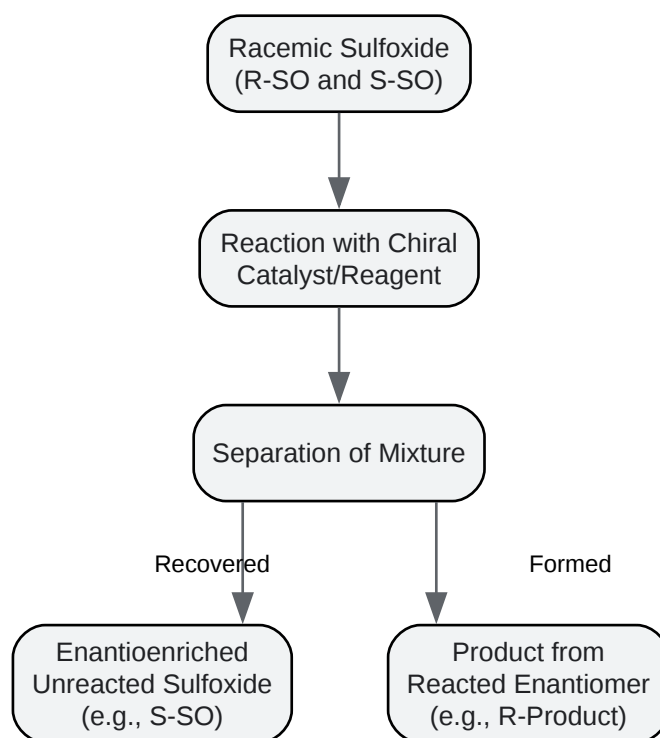 Racemic Sulfoxide
(R-SO and S-SO)
Reaction with Chiral
Catalyst/Reagent
Separation of Mixture
Recovered
Formed
Enantioenriched
Unreacted Sulfoxide
(e.g., S-SO)
Product from
Reacted Enantiomer
(e.g., R-Product)